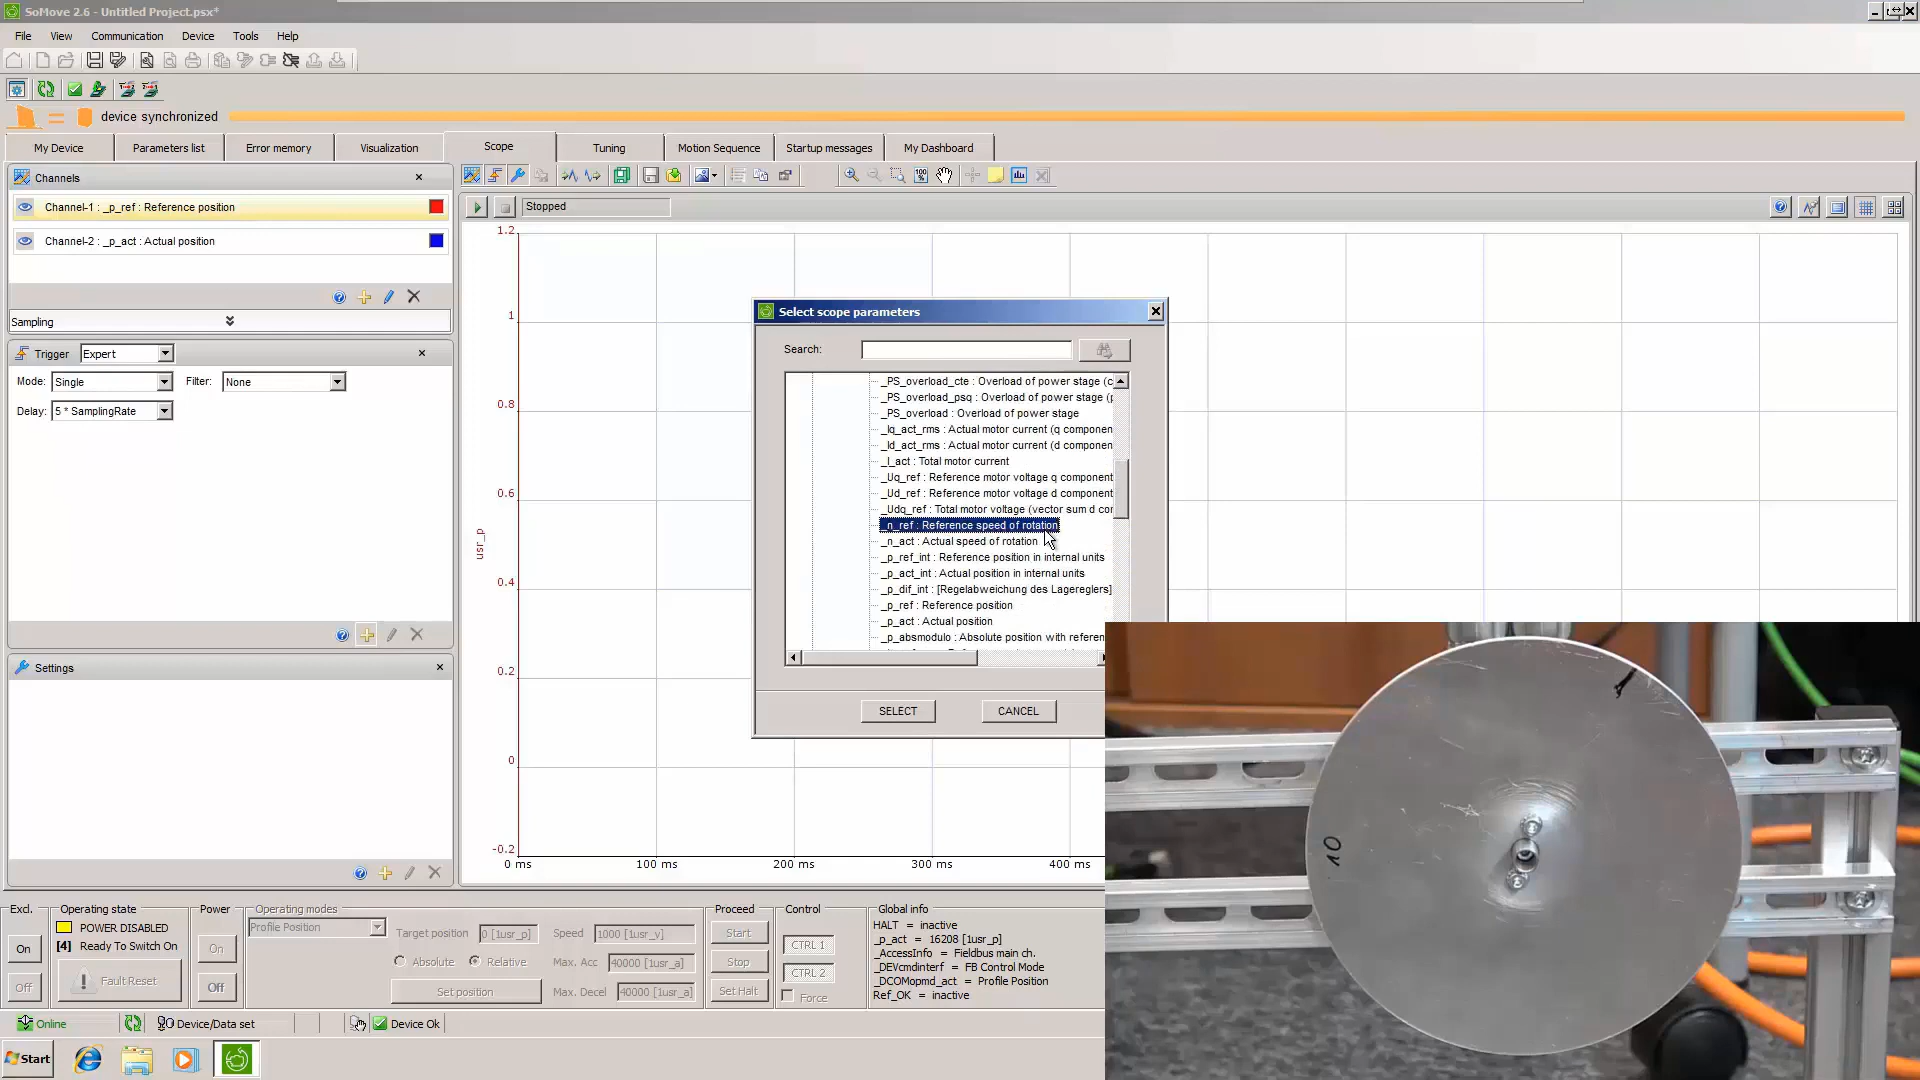 SoMove 2.6 - Untitled Project.psx*
File View Communication Device Tools Help
device synchronized
My Device Parameters list Error memory Visualization Scope Tuning Motion Sequence Startup messages My Dashboard
Channels
Channel-1 : _p_ref : Reference position
Channel-2 : _p_act : Actual position
Sampling
Trigger Expert
Mode: Single Filter: None
Delay: 5 * SamplingRate
Settings
Stopped
1.2
1
0.8
0.6
0.4
0.2
0
-0.2
usr_p
0 ms 100 ms 200 ms 300 ms 400 ms
Select scope parameters
Search:
_PS_overload_cte : Overload of power stage (c
_PS_overload_psq : Overload of power stage (p
_PS_overload : Overload of power stage
_Iq_act_rms : Actual motor current (q componen
_Id_act_rms : Actual motor current (d componen
_I_act : Total motor current
_Uq_ref : Reference motor voltage q component
_Ud_ref : Reference motor voltage d component
_Udq_ref : Total motor voltage (vector sum d cor
_n_ref : Reference speed of rotation
_n_act : Actual speed of rotation
_p_ref_int : Reference position in internal units
_p_act_int : Actual position in internal units
_p_dif_int : [Regelabweichung des Lagereglers]
_p_ref : Reference position
_p_act : Actual position
_p_absmodulo : Absolute position with referen
SELECT CANCEL
10
Excl. Operating state Power Operating modes Proceed Control Global info
On Off
POWER DISABLED
[4] Ready To Switch On
Fault Reset
On Off
Profile Position
Target position 0 [1usr_p] Speed 1000 [1usr_v]
Absolute Relative Max. Acc 40000 [1usr_a]
Set position Max. Decel 40000 [1usr_a]
Start
Stop
Set Halt
CTRL 1
CTRL 2
Force
HALT = inactive
_p_act = 16208 [1usr_p]
_AccessInfo = Fieldbus main ch.
_DEVcmdinterf = FB Control Mode
_DCOMopmd_act = Profile Position
Ref_OK = inactive
Online Device/Data set Device Ok
Start